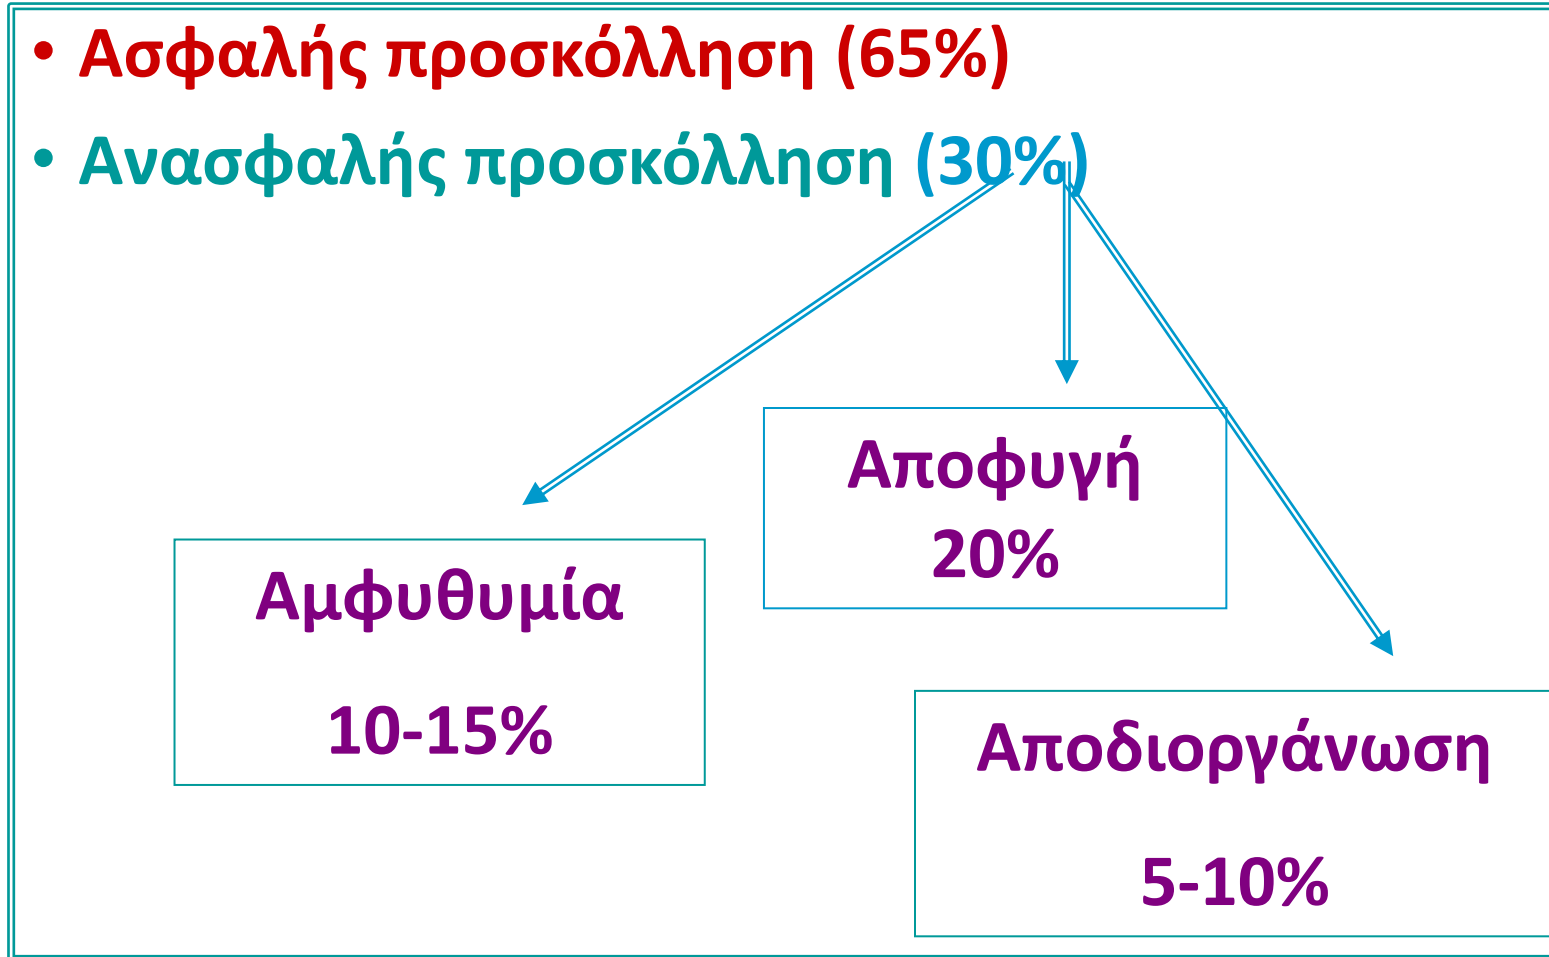 • Ασφαλής προσκόλληση (65%)
• Ανασφαλής προσκόλληση (30%)
Αποφυγή
20%
Αμφυθυμία
10-15%
Αποδιοργάνωση
5-10%